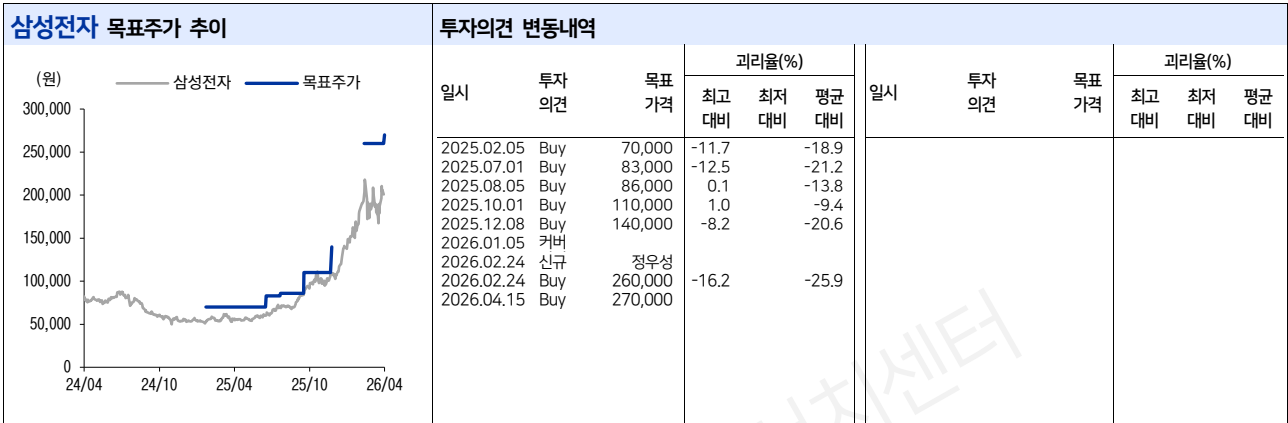 삼성전자 목표주가 추이
(원)
삼성전자
목표주가
300,000
250,000
200,000
150,000
100,000
50,000
0
24/04 24/10 25/04 25/10 26/04
투자의견 변동내역
일시 투자의견 목표가격 괴리율(%)
최고대비 최저대비 평균대비
2025.02.05 Buy 70,000 -11.7 -18.9
2025.07.01 Buy 83,000 -12.5 -21.2
2025.08.05 Buy 86,000 0.1 -13.8
2025.10.01 Buy 110,000 1.0 -9.4
2025.12.08 Buy 140,000 -8.2 -20.6
2026.01.05 커버
2026.02.24 신규 정우성
2026.02.24 Buy 260,000 -16.2 -25.9
2026.04.15 Buy 270,000
일시 투자의견 목표가격 괴리율(%)
최고대비 최저대비 평균대비
센터